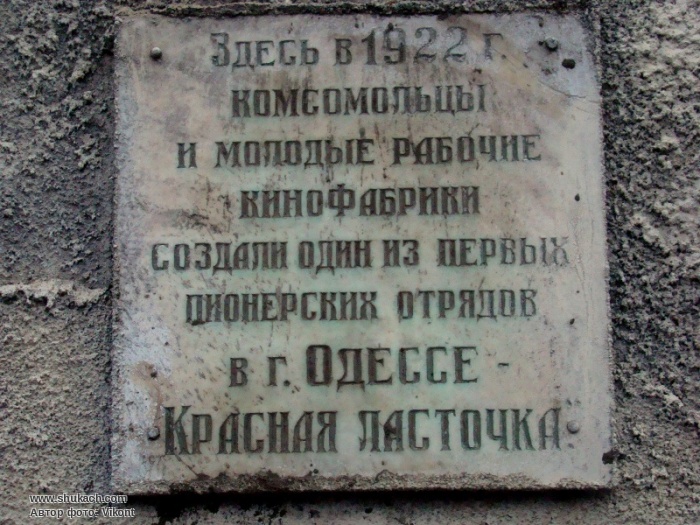 Здесь в 1922 г.
комсомольцы
и молодые рабочие
кинофабрики
создали один из первых
пионерских отрядов
в г. Одессе -
Красная ласточка
www.shukach.com
Автор фото: Vikont